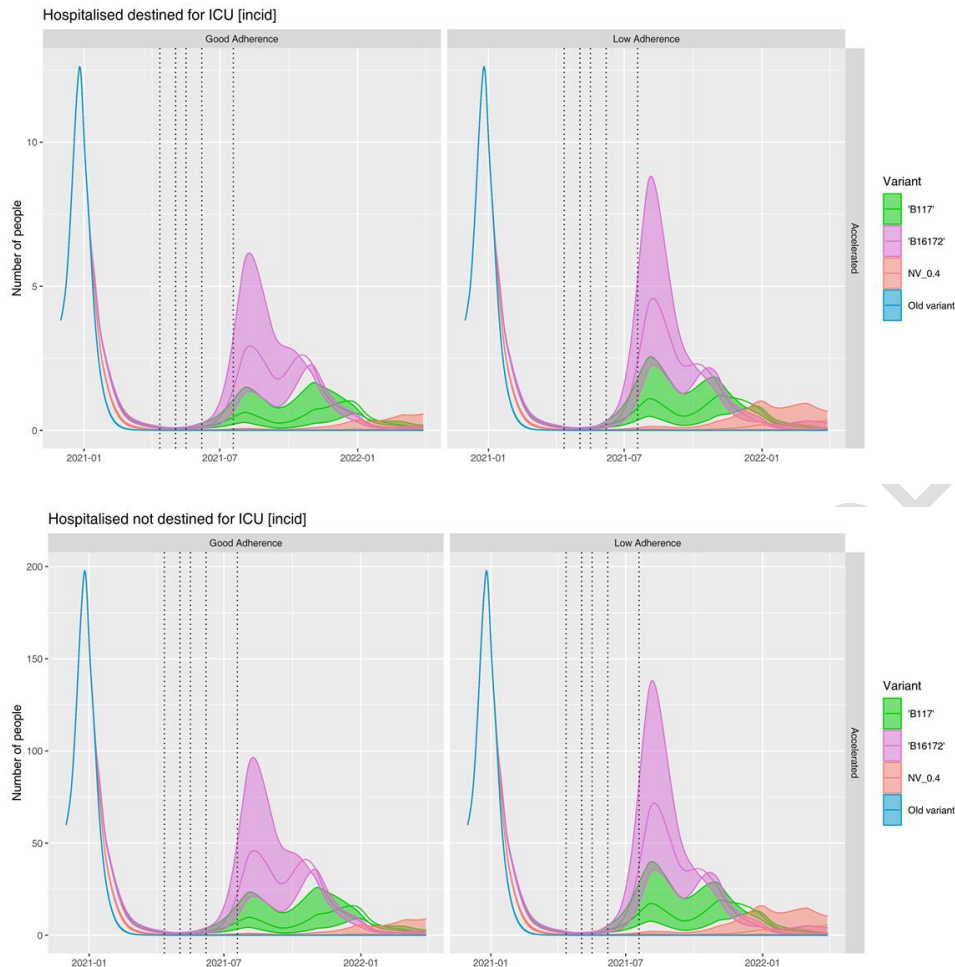 Hospitalised destined for ICU [incid]
Good Adherence
Low Adherence
Number of people
10
5
0
2021-01
2021-07
2022-01
2021-01
2021-07
2022-01
Accelerated
Variant
'B117'
'B16172'
NV_0.4
Old variant
Hospitalised not destined for ICU [incid]
Good Adherence
Low Adherence
Number of people
200
150
100
50
0
2021-01
2021-07
2022-01
2021-01
2021-07
2022-01
Accelerated
Variant
'B117'
'B16172'
NV_0.4
Old variant